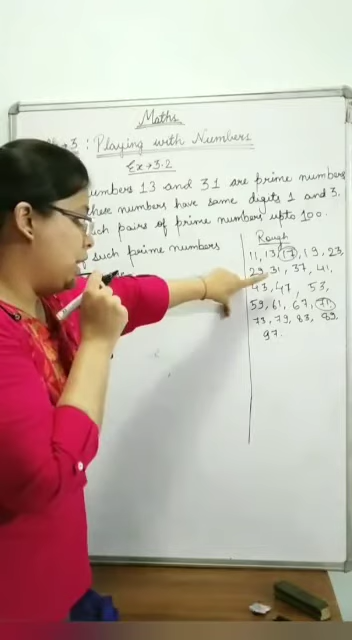 Maths
3 : Playing with Numbers
Ex → 3.2
umbers 13 and 31 are prime numbers
these numbers have same digits 1 and 3.
ch pairs of prime numbers upto 100.
such prime numbers
Rough
11, 13, 17, 19, 23,
29, 31, 37, 41,
43, 47, 53,
59, 61, 67, 71,
73, 79, 83, 89,
97.